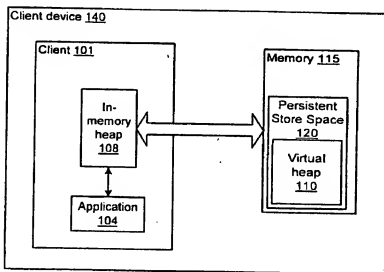 Client device 140
Client 101
In-
memory
heap
108
Application
104
Memory 115
Persistent
Store Space
120
Virtual
heap
110